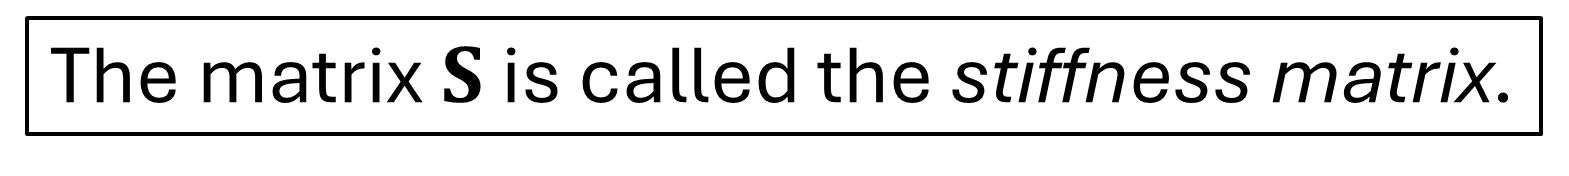 The matrix S is called the stiffness matrix.